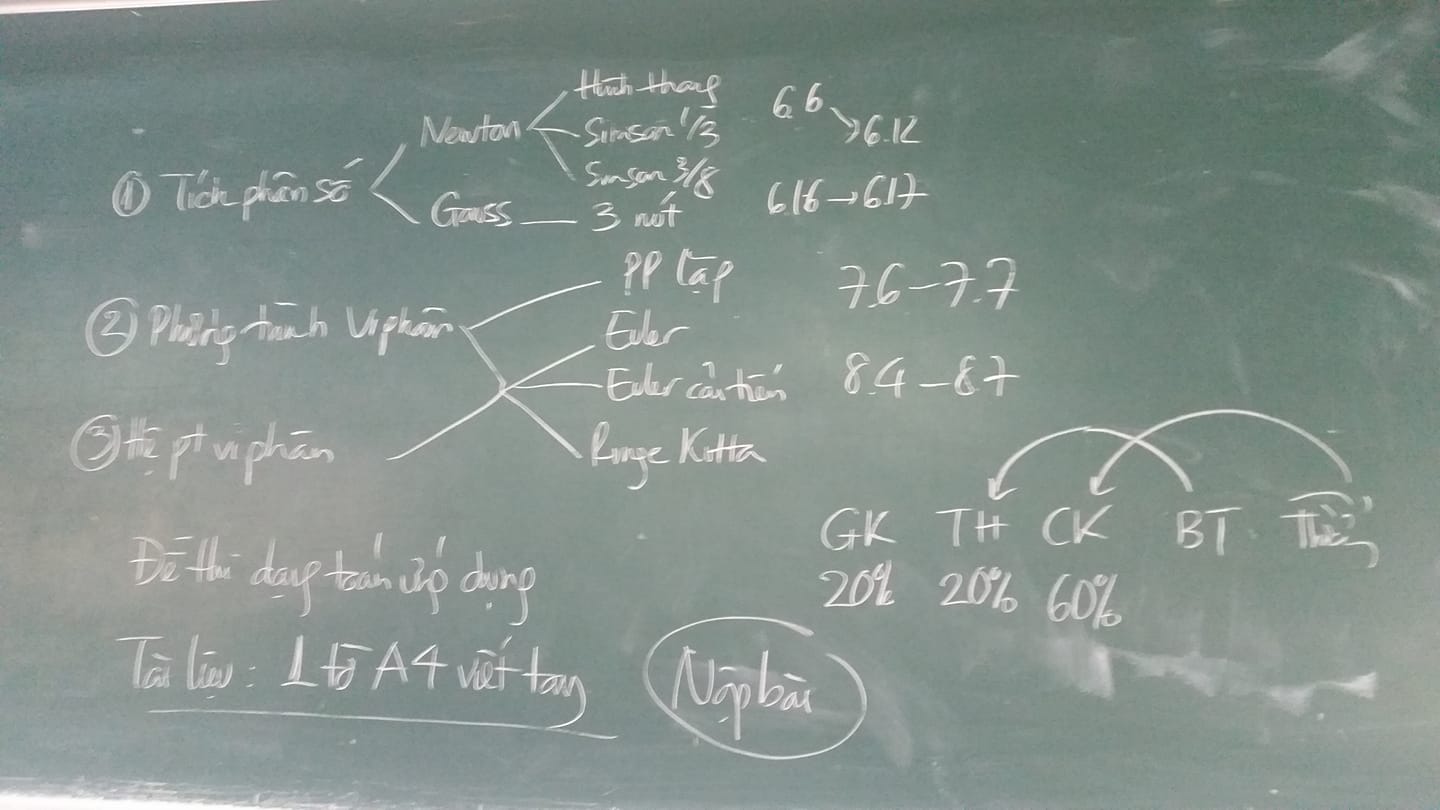 Hình thang 6.6
Newton Simson 1/3 6.12
① Tích phân số Simson 3/8
Gauss — 3 nút 6.16 → 6.17
PP lặp 7.6 - 7.7
② Phương trình Vi phân Euler
Euler cải tiến 8.4 - 8.7
③ Hệ pt vi phân Runge Kutta
GK TH CK BT
Đề thi dạng toán ứng dụng 20% 20% 60%
Tài liệu: 1 tờ A4 viết tay Nộp bài